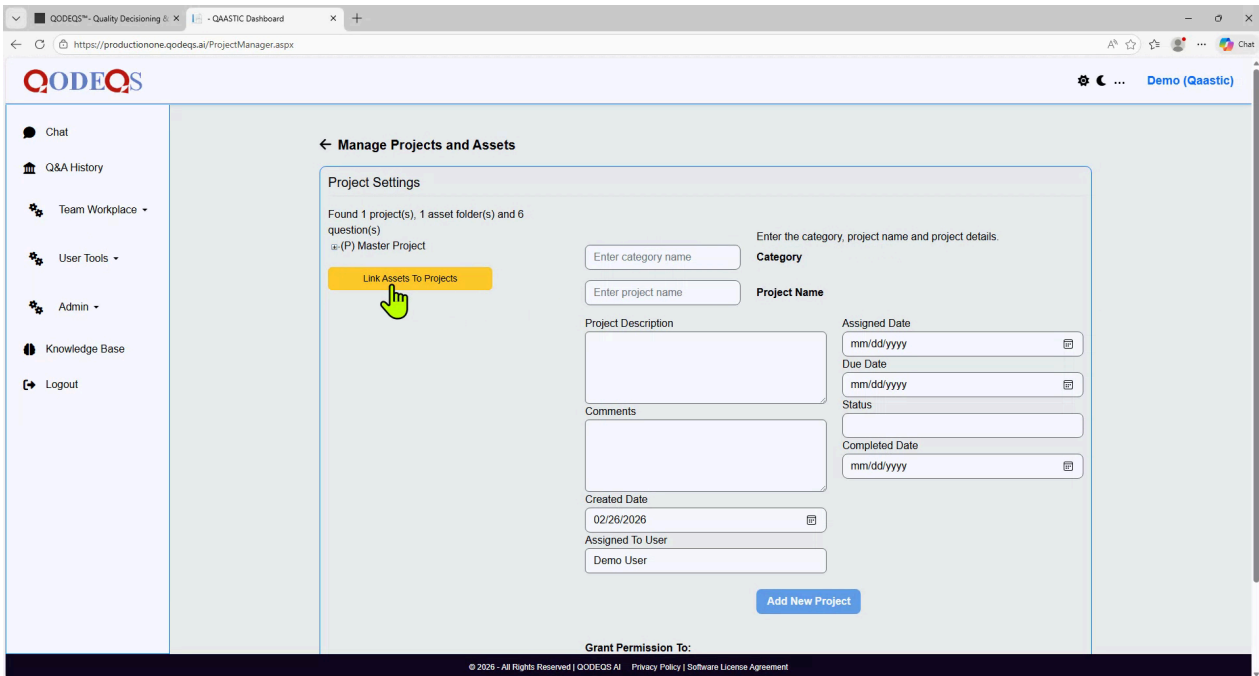 QODEQS™- Quality Decisioning &
- QAASTIC Dashboard
https://productionone.qodeqs.ai/ProjectManager.aspx
Chat
QODEQS
Demo (Qaastic)
Chat
Q&A History
Team Workplace
User Tools
Admin
Knowledge Base
Logout
Manage Projects and Assets
Project Settings
Found 1 project(s), 1 asset folder(s) and 6
question(s)
(P) Master Project
Link Assets To Projects
Enter the category, project name and project details.
Enter category name
Category
Enter project name
Project Name
Project Description
Comments
Created Date
02/26/2026
Assigned To User
Demo User
Assigned Date
mm/dd/yyyy
Due Date
mm/dd/yyyy
Status
Completed Date
mm/dd/yyyy
Add New Project
Grant Permission To:
© 2026 - All Rights Reserved | QODEQS AI Privacy Policy | Software License Agreement